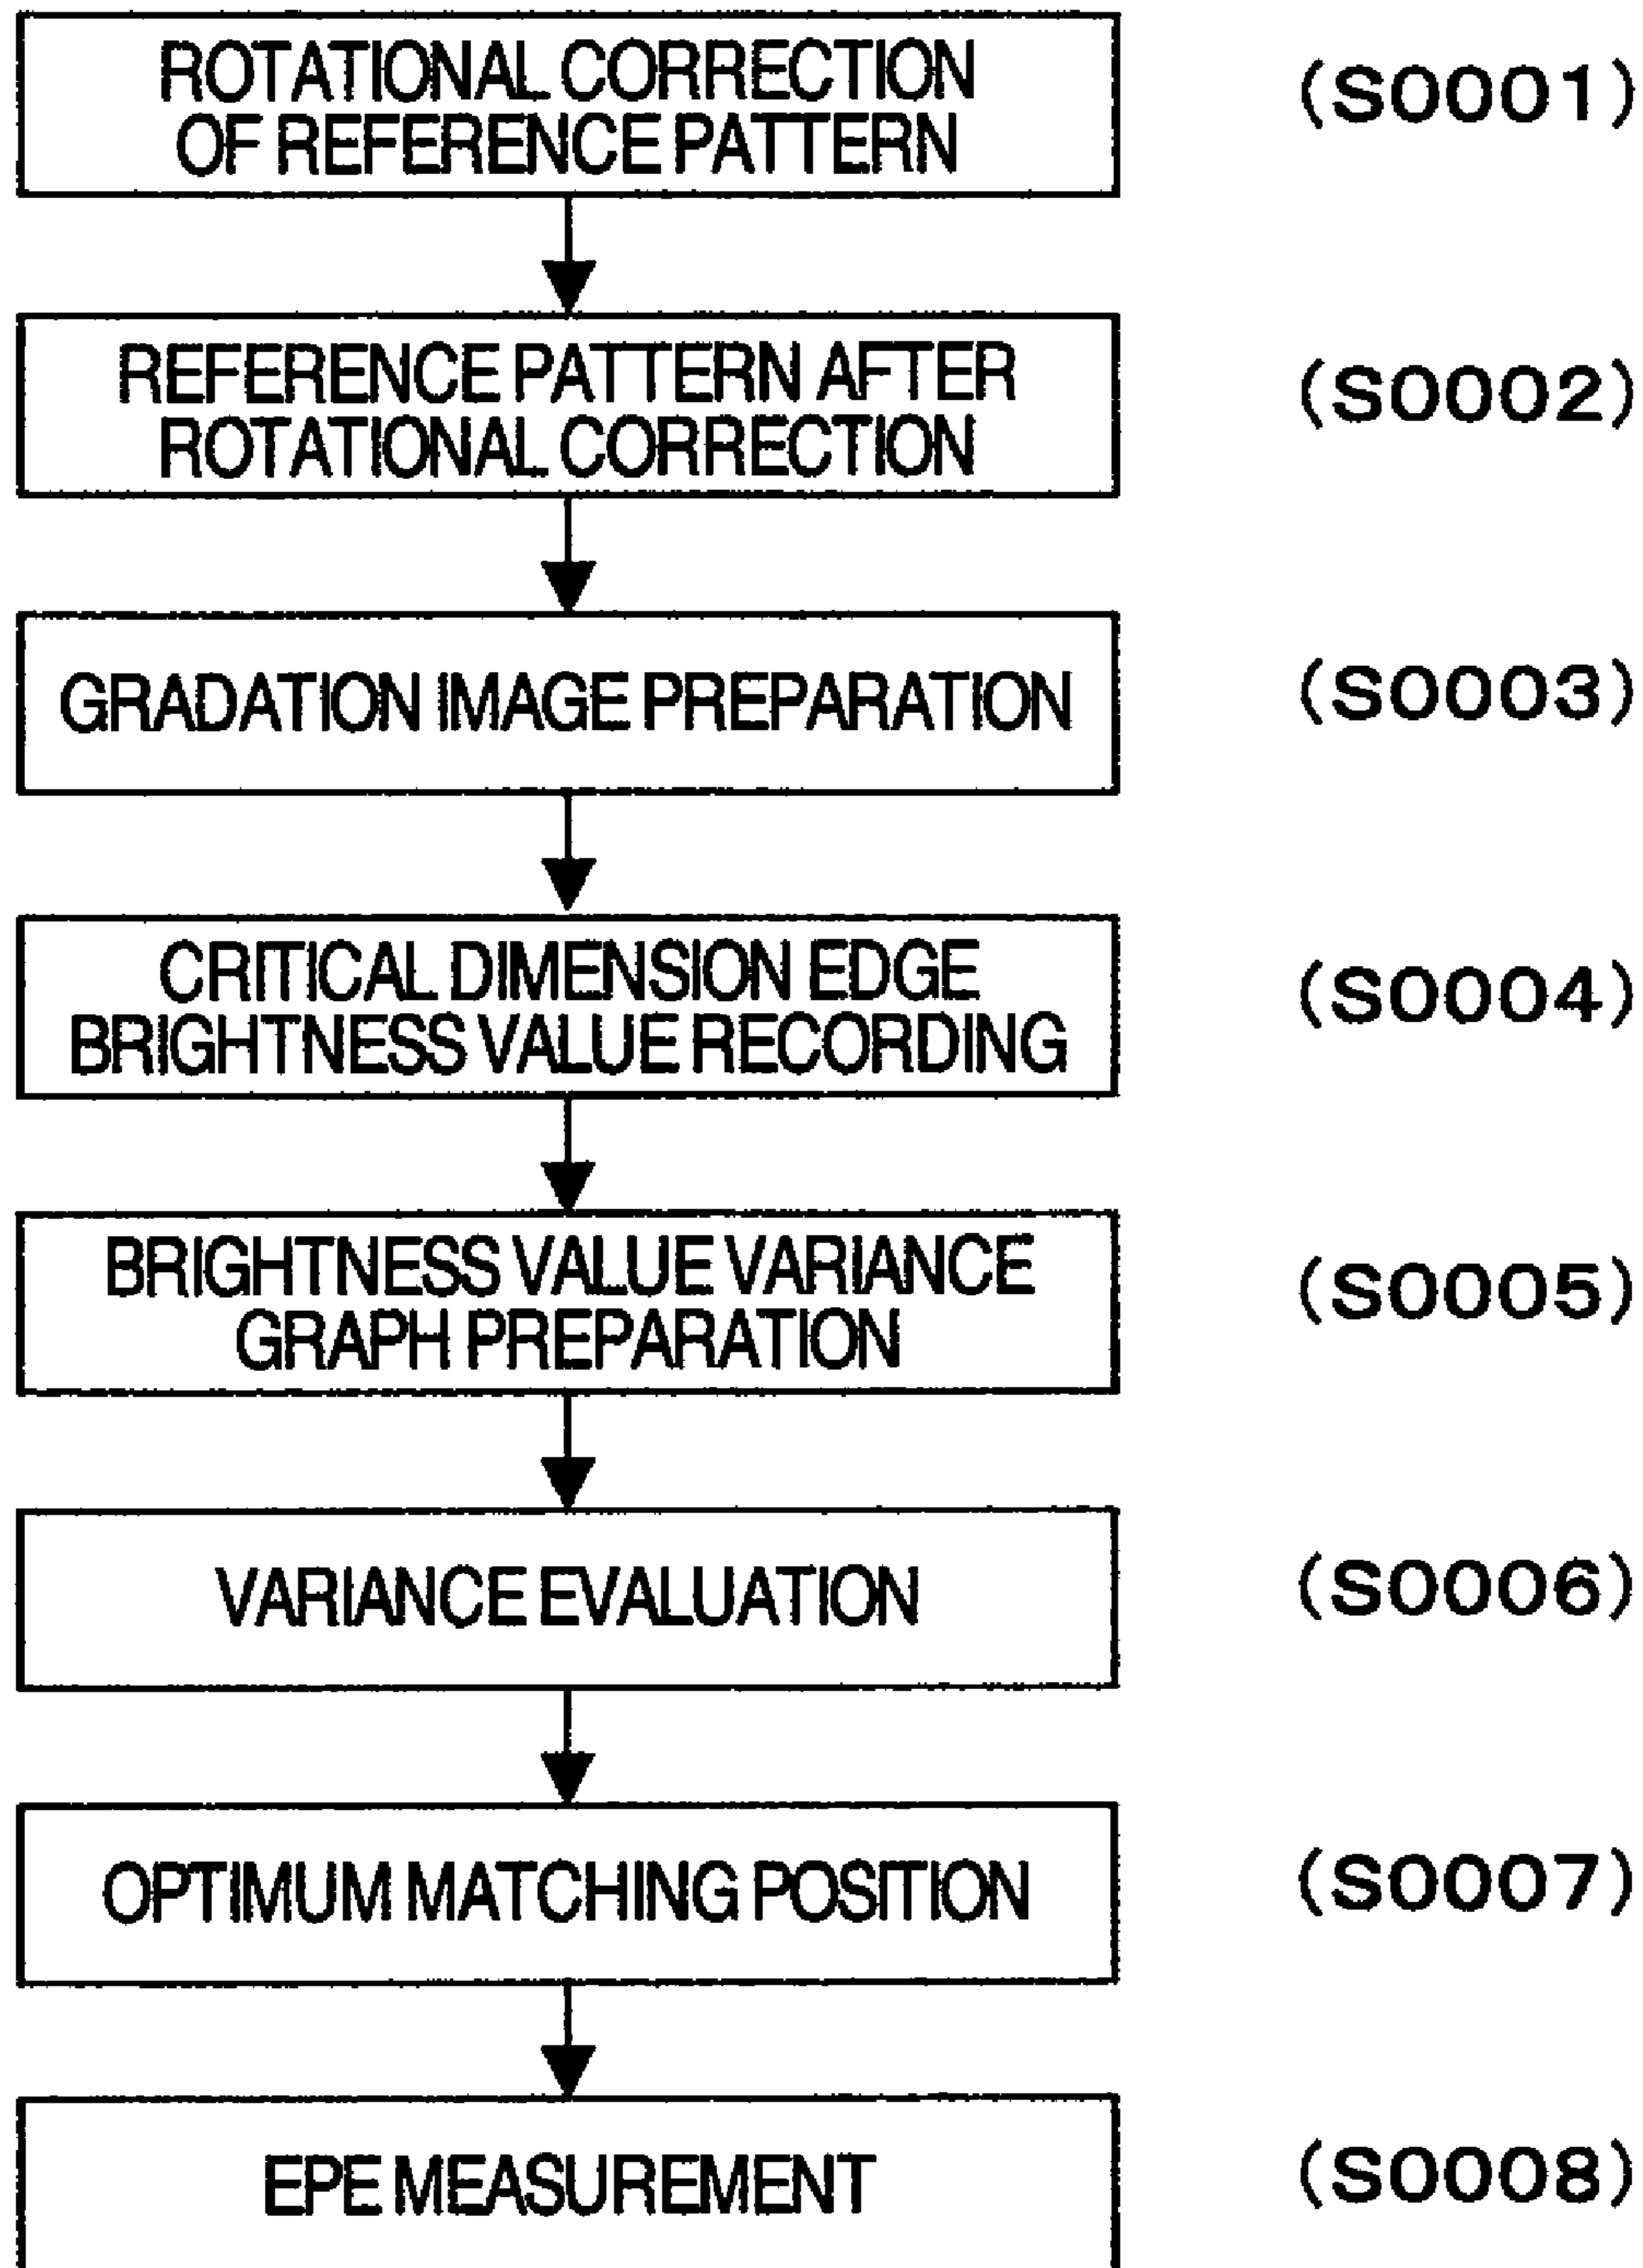 ROTATIONAL CORRECTION
OF REFERENCE PATTERN
(S0001)
REFERENCE PATTERN AFTER
ROTATIONAL CORRECTION
(S0002)
GRADATION IMAGE PREPARATION
(S0003)
CRITICAL DIMENSION EDGE
BRIGHTNESS VALUE RECORDING
(S0004)
BRIGHTNESS VALUE VARIANCE
GRAPH PREPARATION
(S0005)
VARIANCE EVALUATION
(S0006)
OPTIMUM MATCHING POSITION
(S0007)
EPE MEASUREMENT
(S0008)